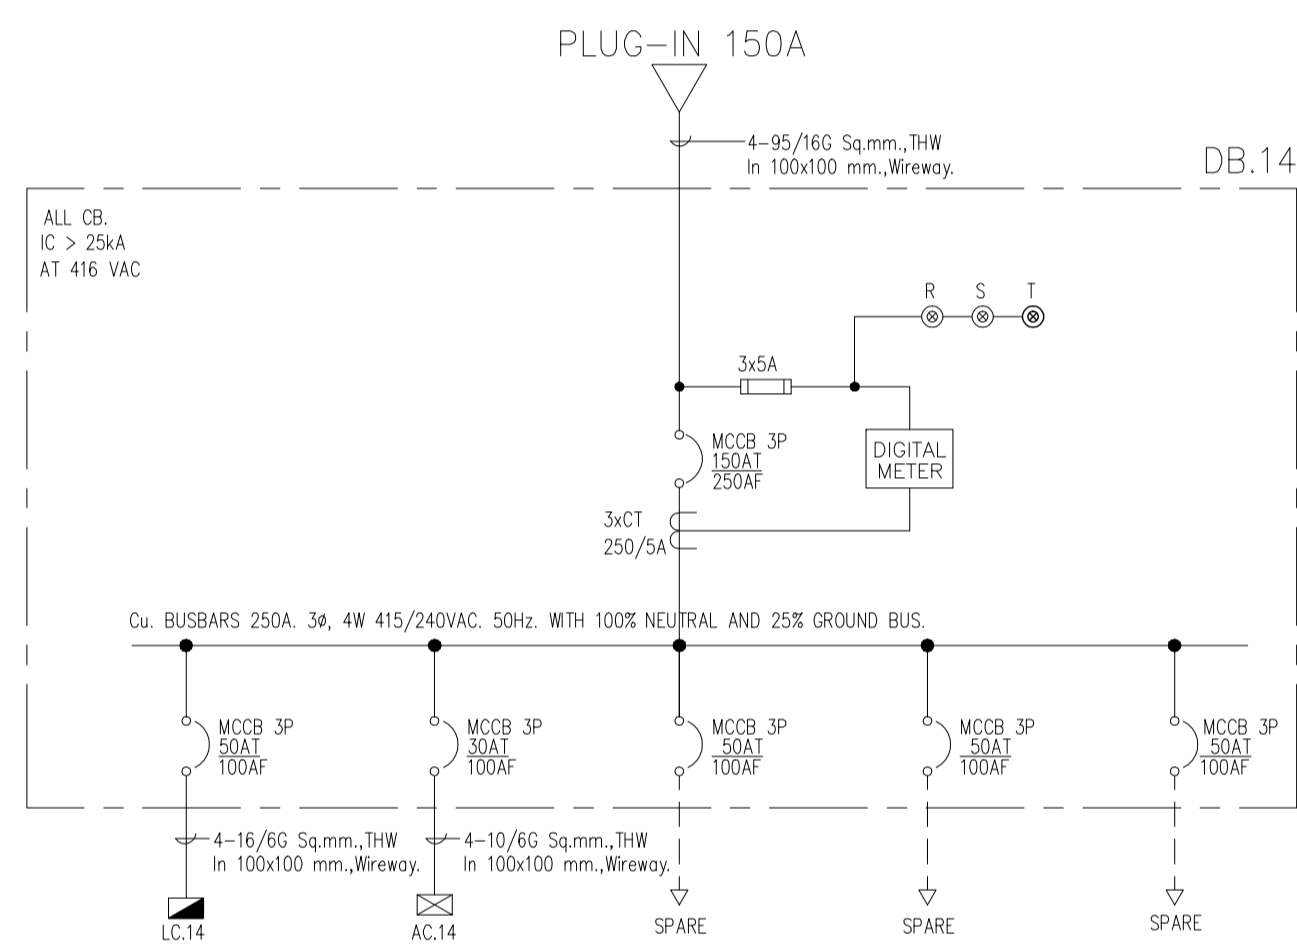 PLUG-IN 150A
4-95/16G Sq.mm.,THW
In 100x100 mm.,Wireway.
DB.14
ALL CB.
IC > 25kA
AT 416 VAC
R
S
T
3x5A
MCCB 3P
150AT
250AF
DIGITAL
METER
3xCT
250/5A
Cu. BUSBARS 250A. 3ø, 4W 415/240VAC. 50Hz. WITH 100% NEUTRAL AND 25% GROUND BUS.
MCCB 3P
50AT
100AF
MCCB 3P
30AT
100AF
MCCB 3P
50AT
100AF
MCCB 3P
50AT
100AF
MCCB 3P
50AT
100AF
4-16/6G Sq.mm.,THW
In 100x100 mm.,Wireway.
4-10/6G Sq.mm.,THW
In 100x100 mm.,Wireway.
LC.14
AC.14
SPARE
SPARE
SPARE